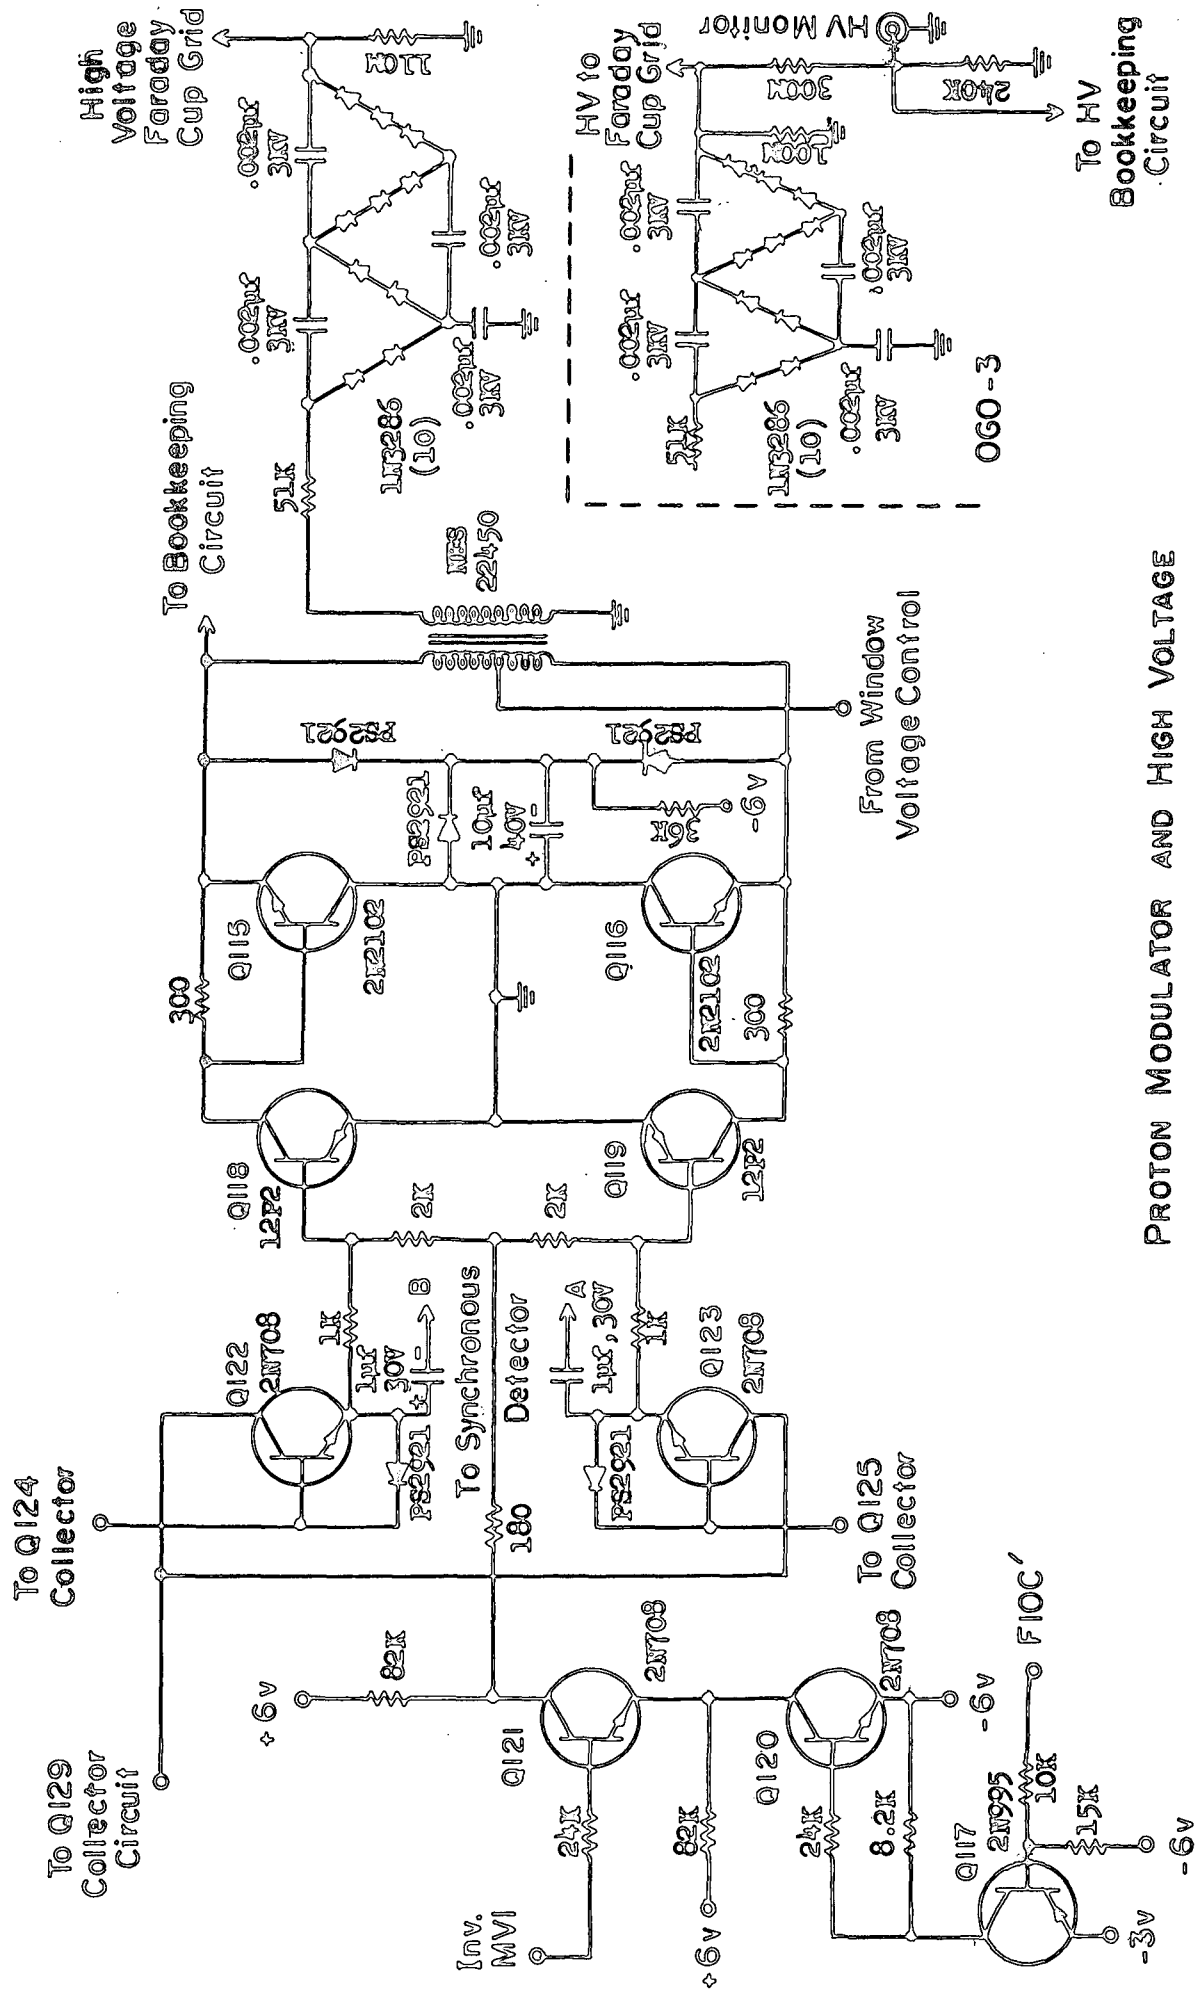 High
Voltage
Faraday
Cup Grid
110M
.002µf
3KV
.002µf
3KV
.002µf
3KV
.002µf
3KV
1N3286
(10)
51K
HV to
Faraday
Cup Grid
HV Monitor
300M
240K
100M
To HV
Bookkeeping
Circuit
.002µf
3KV
.002µf
3KV
.002µf
3KV
.002µf
3KV
51K
1N3286
(10)
OGO-3
To Bookkeeping
Circuit
22450
From Window
Voltage Control
PS2921
PS2921
PS2921
10µf
40V
+
-
36M
-6V
Q115
2N2102
300
Q116
2N2102
300
Q118
12P2
Q119
12P2
2K
2K
Q122
2N708
1K
1µf
30V
+
-
B
PS2921
To Synchronous
Detector
A
1µf, 30V
1K
Q123
2N708
PS2921
To Q124
Collector
To Q125
Collector
180
To Q129
Collector
Circuit
+6V
82K
Q121
2N708
24K
Inv.
MV1
82K
+6V
Q120
2N708
24K
8.2K
-6V
Q117
2N995
10K
F10C'
15K
-6V
-3V
PROTON MODULATOR AND HIGH VOLTAGE